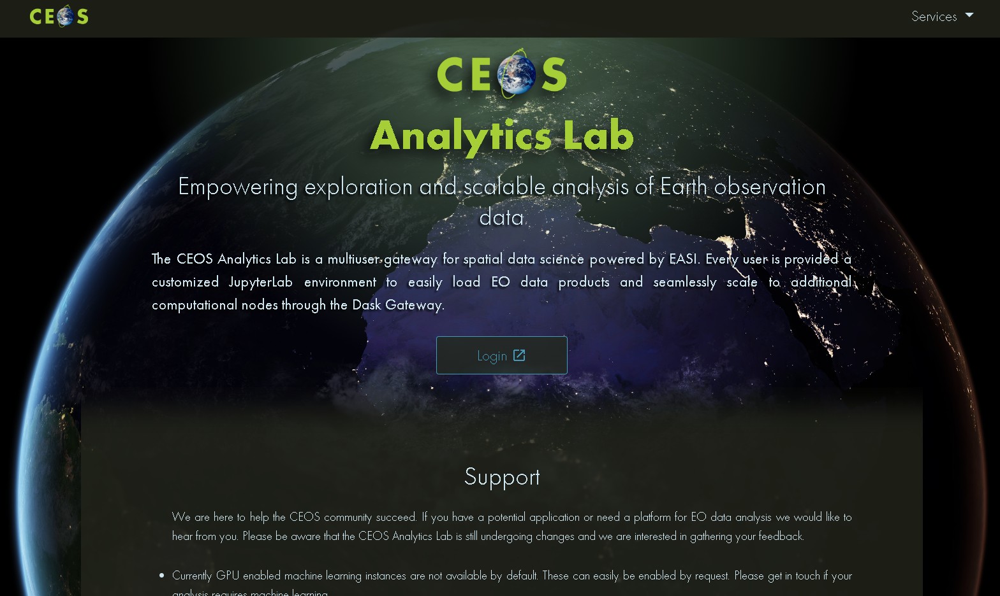 CEOS
Services
CEOS
Analytics Lab
Empowering exploration and scalable analysis of Earth observation
data
The CEOS Analytics Lab is a multiuser gateway for spatial data science powered by EASI. Every user is provided a
customized JupyterLab environment to easily load EO data products and seamlessly scale to additional
computational nodes through the Dask Gateway.
Login
Support
We are here to help the CEOS community succeed. If you have a potential application or need a platform for EO data analysis we would like to
hear from you. Please be aware that the CEOS Analytics Lab is still undergoing changes and we are interested in gathering your feedback.
• Currently GPU enabled machine learning instances are not available by default. These can easily be enabled by request. Please get in touch if your
analysis requires machine learning.